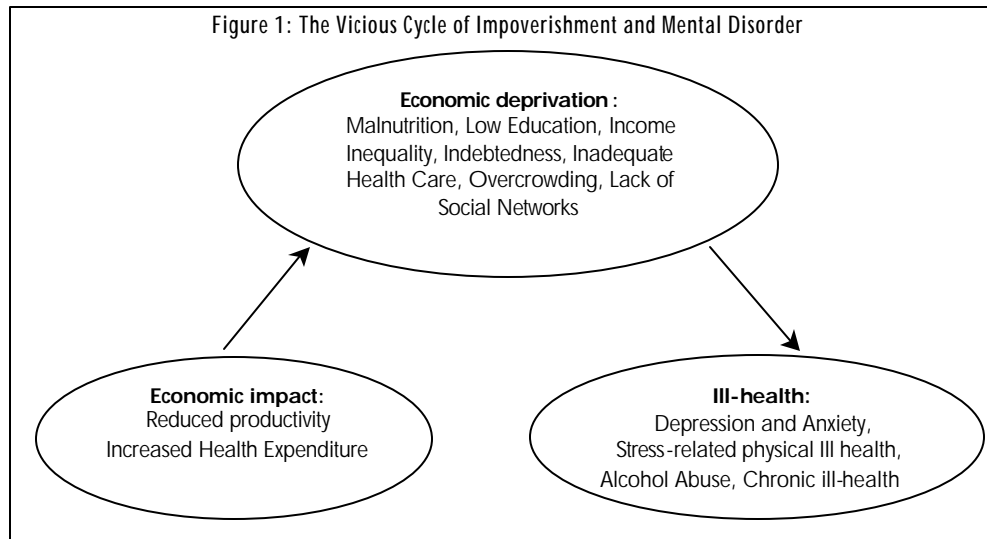 Figure 1: The Vicious Cycle of Impoverishment and Mental Disorder
Economic deprivation :
Malnutrition, Low Education, Income
Inequality, Indebtedness, Inadequate
Health Care, Overcrowding, Lack of
Social Networks
Economic impact:
Reduced productivity
Increased Health Expenditure
Ill-health:
Depression and Anxiety,
Stress-related physical Ill health,
Alcohol Abuse, Chronic ill-health